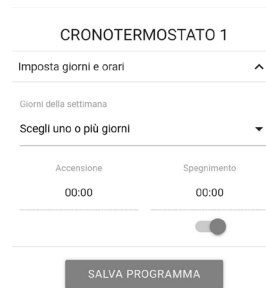 CRONOTERMOSTATO 1
Imposta giorni e orari
Giorni della settimana
Scegli uno o più giorni
Accensione Spegnimento
00:00 00:00
SALVA PROGRAMMA